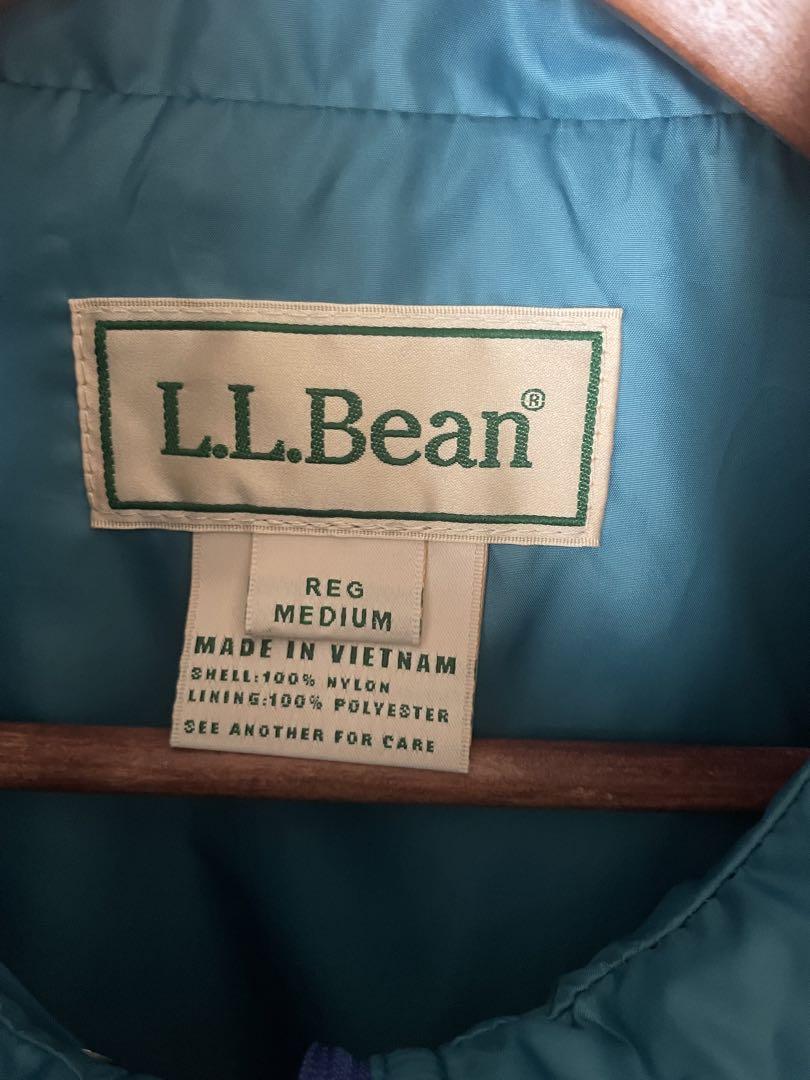 L.L.Bean®
REG
MEDIUM
MADE IN VIETNAM
SHELL:100% NYLON
LINING:100% POLYESTER
SEE ANOTHER FOR CARE